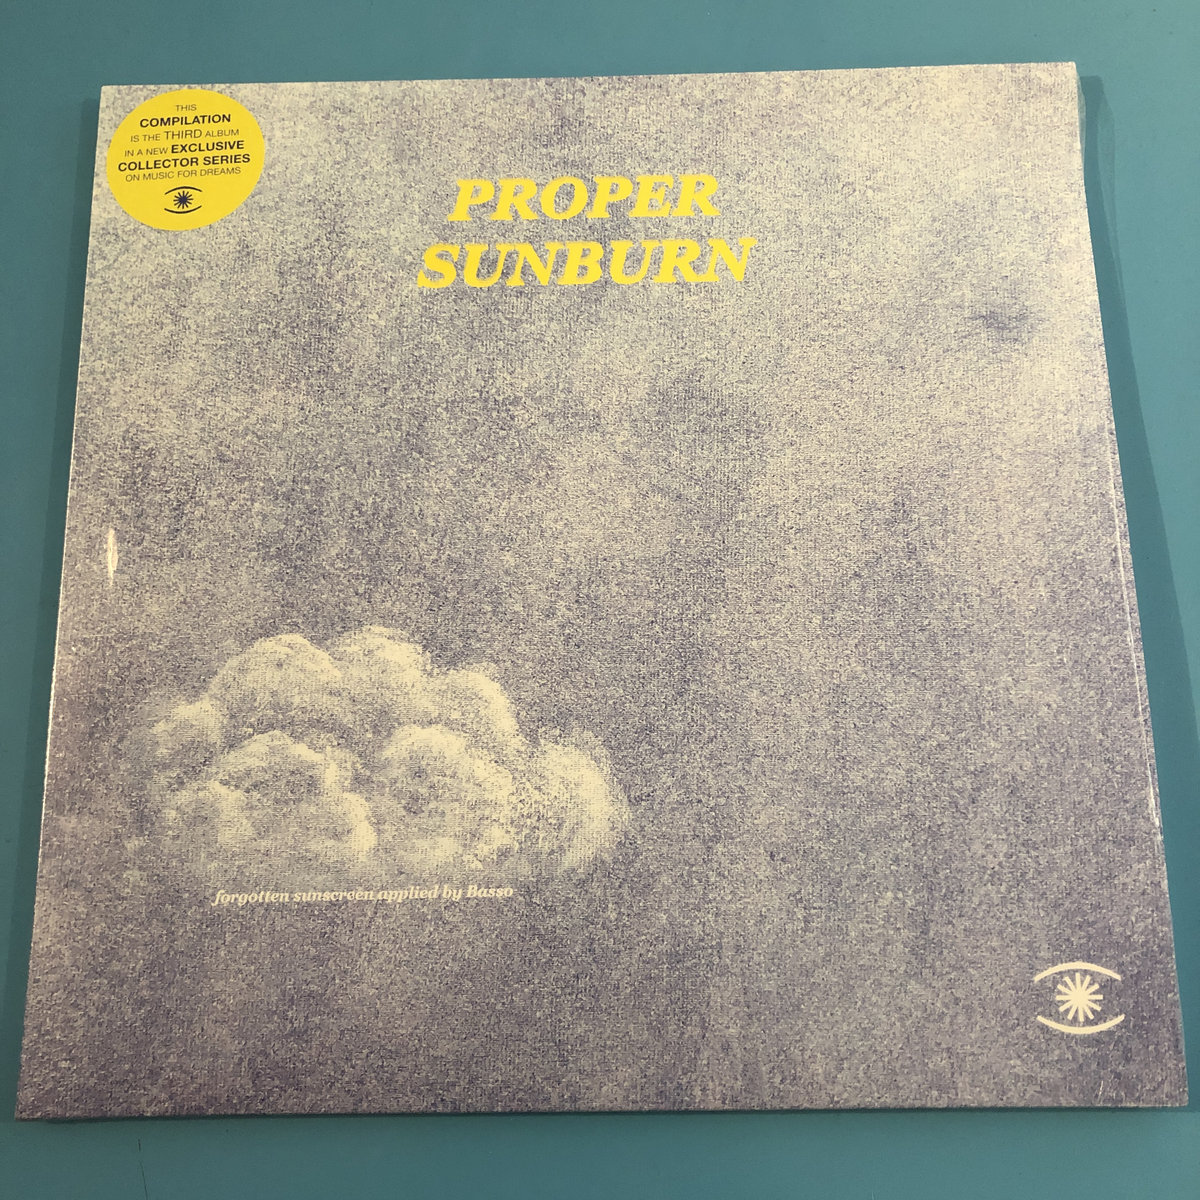 THIS
COMPILATION
IS THE THIRD ALBUM
IN A NEW EXCLUSIVE
COLLECTOR SERIES
ON MUSIC FOR DREAMS
PROPER
SUNBURN
forgotten sunscreen applied by Basso